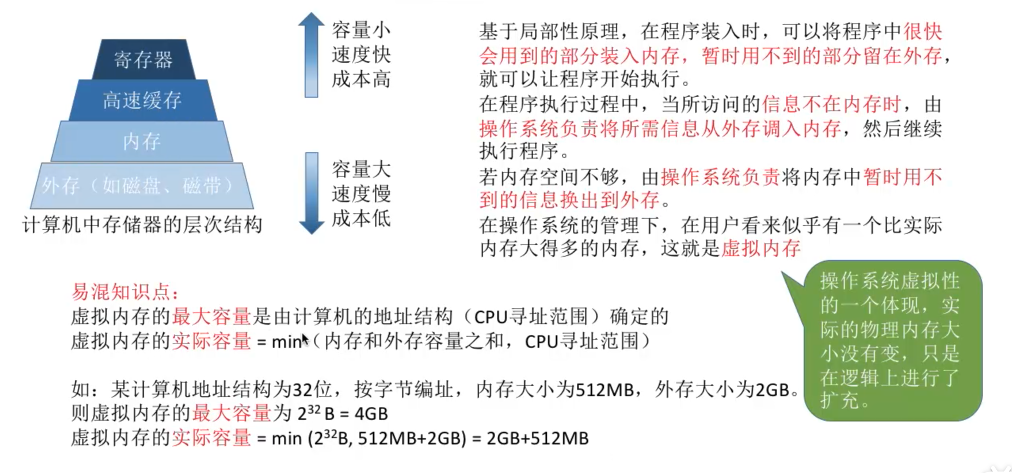 寄存器
高速缓存
内存
外存（如磁盘、磁带）
计算机中存储器的层次结构
容量小
速度快
成本高
容量大
速度慢
成本低
基于局部性原理，在程序装入时，可以将程序中很快
会用到的部分装入内存，暂时用不到的部分留在外存，
就可以让程序开始执行。
在程序执行过程中，当所访问的信息不在内存时，由
操作系统负责将所需信息从外存调入内存，然后继续
执行程序。
若内存空间不够，由操作系统负责将内存中暂时用不
到的信息换出到外存。
在操作系统的管理下，在用户看来似乎有一个比实际
内存大得多的内存，这就是虚拟内存
操作系统虚拟性
的一个体现，实
际的物理内存大
小没有变，只是
在逻辑上进行了
扩充。
易混知识点：
虚拟内存的最大容量是由计算机的地址结构（CPU寻址范围）确定的
虚拟内存的实际容量 = min（内存和外存容量之和，CPU寻址范围）
如：某计算机地址结构为32位，按字节编址，内存大小为512MB，外存大小为2GB。
则虚拟内存的最大容量为 2³² B = 4GB
虚拟内存的实际容量 = min (2³²B, 512MB+2GB) = 2GB+512MB